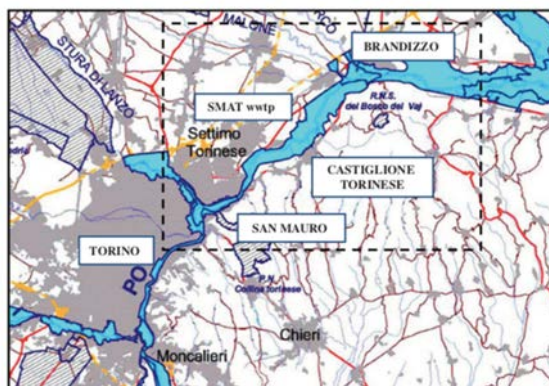 MALONE
STURA DI LANZO
BRANDIZZO
R.N.S.
del Bosco del Vaj
SMAT wwtp
Settimo
Torinese
CASTIGLIONE
TORINESE
SAN MAURO
TORINO
PO
P.N.
Collina torinese
Chieri
Moncalieri